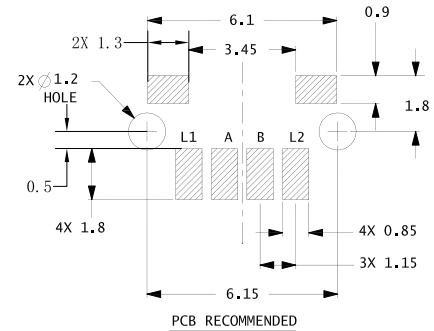 6.1
0.9
2X 1.3
3.45
2X ∅ 1.2
HOLE
1.8
L1 A B L2
0.5
4X 1.8
4X 0.85
3X 1.15
6.15
PCB RECOMMENDED